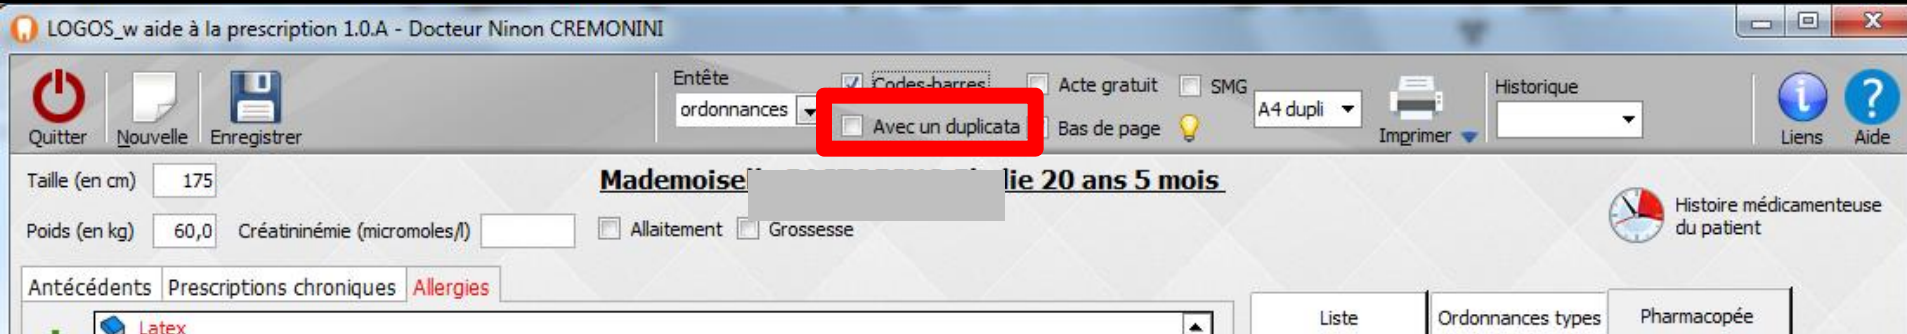 LOGOS_w aide à la prescription 1.0.A - Docteur Ninon CREMONINI
Entête
Codes-barres
Acte gratuit
SMG
Historique
ordonnances
A4 dupli
Avec un duplicata
Bas de page
Quitter
Nouvelle
Enregistrer
Imprimer
Liens
Aide
Taille (en cm) 175
Mademoisel lie 20 ans 5 mois
Histoire médicamenteuse
du patient
Poids (en kg) 60,0
Créatininémie (micromoles/l)
Allaitement
Grossesse
Antécédents
Prescriptions chroniques
Allergies
Latex
Liste
Ordonnances types
Pharmacopée